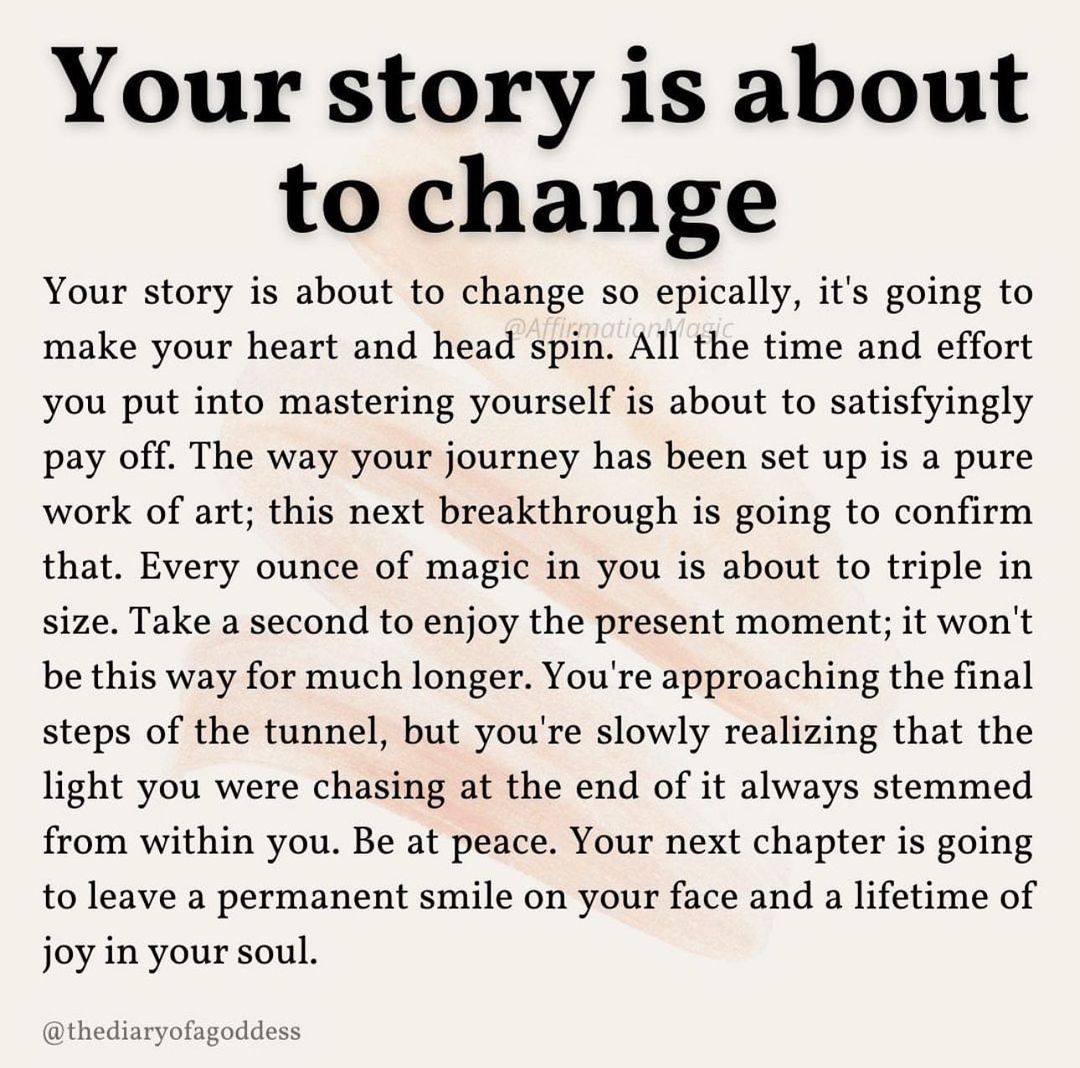 Your story is about
to change
Your story is about to change so epically, it's going to
@AffirmationMagic
make your heart and head spin. All the time and effort
you put into mastering yourself is about to satisfyingly
pay off. The way your journey has been set up is a pure
work of art; this next breakthrough is going to confirm
that. Every ounce of magic in you is about to triple in
size. Take a second to enjoy the present moment; it won't
be this way for much longer. You're approaching the final
steps of the tunnel, but you're slowly realizing that the
light you were chasing at the end of it always stemmed
from within you. Be at peace. Your next chapter is going
to leave a permanent smile on your face and a lifetime of
joy in your soul.
@thediaryofagoddess